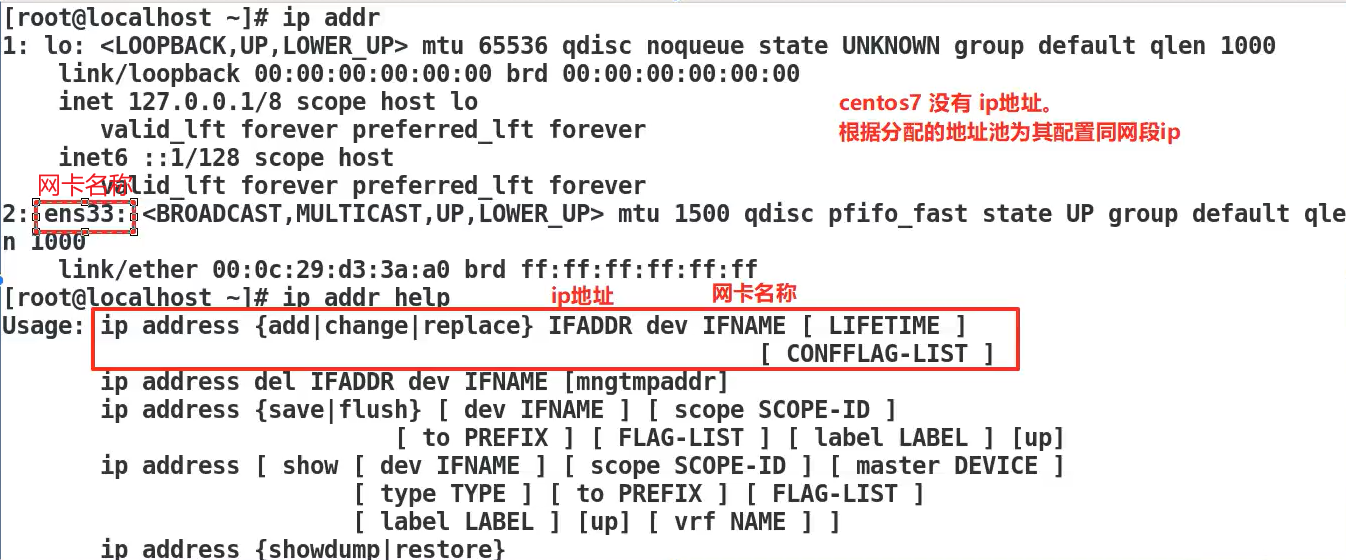 [root@localhost ~]# ip addr
1: lo: <LOOPBACK,UP,LOWER_UP> mtu 65536 qdisc noqueue state UNKNOWN group default qlen 1000
link/loopback 00:00:00:00:00:00 brd 00:00:00:00:00:00
inet 127.0.0.1/8 scope host lo
centos7 没有 ip地址。
valid_lft forever preferred_lft forever
根据分配的地址池为其配置同网段ip
inet6 ::1/128 scope host
网卡名称
valid_lft forever preferred_lft forever
2: ens33: <BROADCAST,MULTICAST,UP,LOWER_UP> mtu 1500 qdisc pfifo_fast state UP group default qle
n 1000
link/ether 00:0c:29:d3:3a:a0 brd ff:ff:ff:ff:ff:ff
[root@localhost ~]# ip addr help
ip地址
网卡名称
Usage: ip address {add|change|replace} IFADDR dev IFNAME [ LIFETIME ]
[ CONFFLAG-LIST ]
ip address del IFADDR dev IFNAME [mngtmpaddr]
ip address {save|flush} [ dev IFNAME ] [ scope SCOPE-ID ]
[ to PREFIX ] [ FLAG-LIST ] [ label LABEL ] [up]
ip address [ show [ dev IFNAME ] [ scope SCOPE-ID ] [ master DEVICE ]
[ type TYPE ] [ to PREFIX ] [ FLAG-LIST ]
[ label LABEL ] [up] [ vrf NAME ] ]
ip address {showdump|restore}